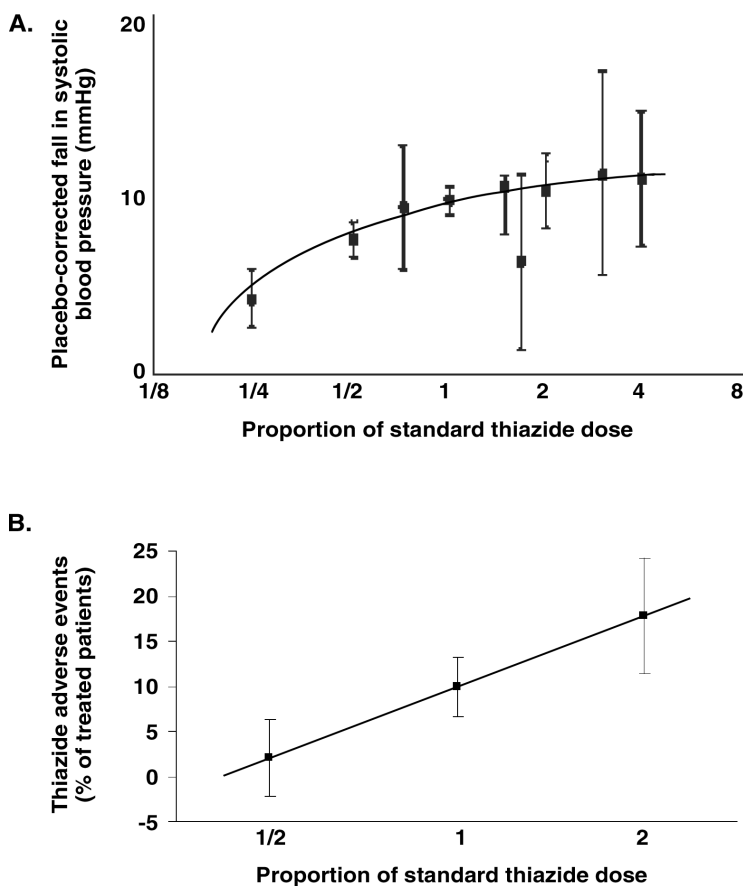 A.
Placebo-corrected fall in systolic
blood pressure (mmHg)
20
10
0
1/8 1/4 1/2 1 2 4 8
Proportion of standard thiazide dose
B.
Thiazide adverse events
(% of treated patients)
25
20
15
10
5
0
-5
1/2 1 2
Proportion of standard thiazide dose